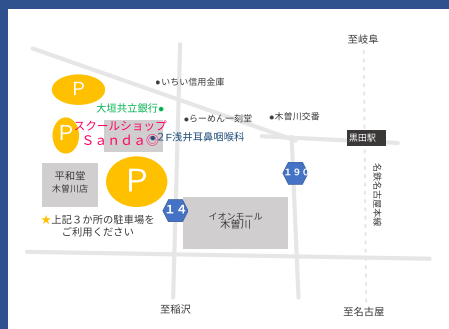 至岐阜
●いちい信用金庫
P
大垣共立銀行●
●らーめん一刻堂
●木曽川交番
P
スクールショップ
Ｓａｎｄａ◎
●2F浅井耳鼻咽喉科
黒田駅
平和堂
木曽川店
P
190
名鉄名古屋本線
14
イオンモール
木曽川
★上記３か所の駐車場を
ご利用ください
至稲沢
至名古屋